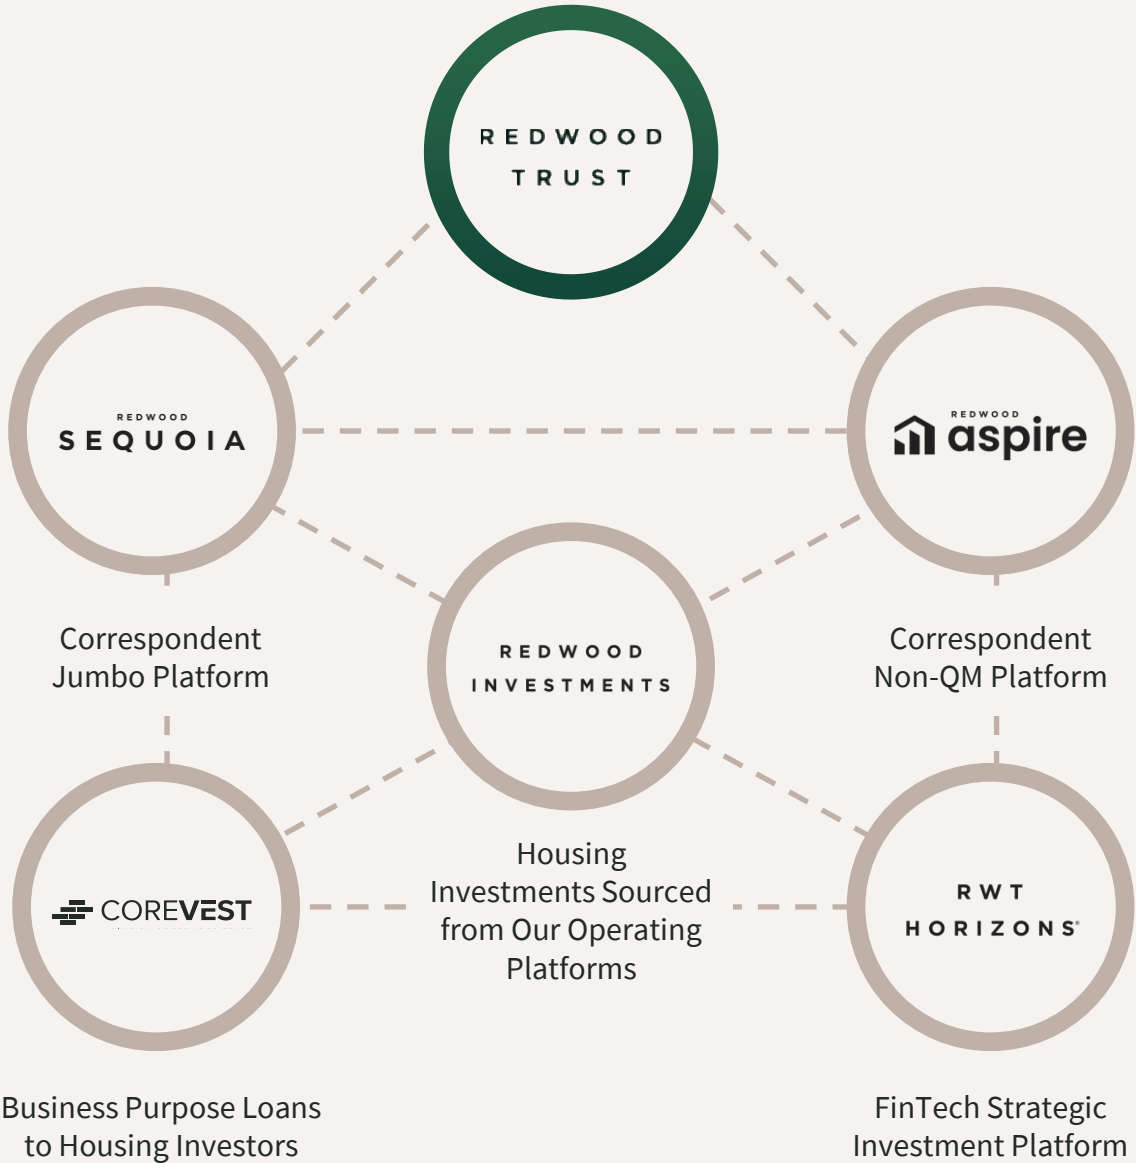 REDWOOD
TRUST
REDWOOD
SEQUOIA
REDWOOD
aspire
Correspondent
Jumbo Platform
REDWOOD
INVESTMENTS
Correspondent
Non-QM Platform
COREVEST
Housing
Investments Sourced
from Our Operating
Platforms
RWT
HORIZONS®
Business Purpose Loans
to Housing Investors
FinTech Strategic
Investment Platform